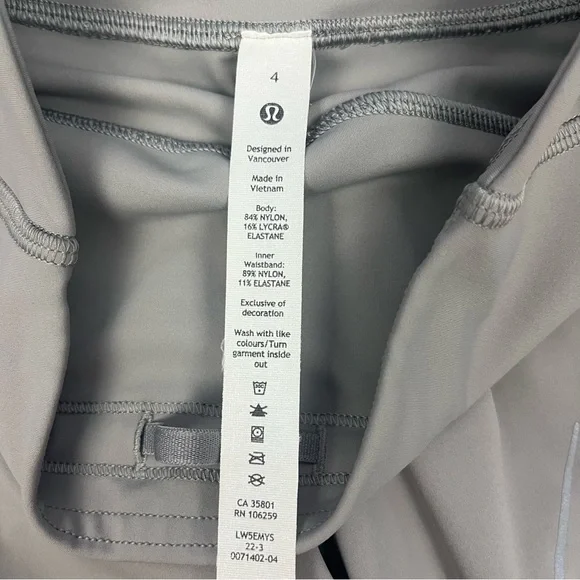 4
Designed in
Vancouver
Made in
Vietnam
Body:
84% NYLON,
16% LYCRA®
ELASTANE
Inner
Waistband:
89% NYLON,
11% ELASTANE
Exclusive of
decoration
Wash with like
colours/Turn
garment inside
out
CA 35801
RN 106259
LW5EMYS
22-3
0071402-04